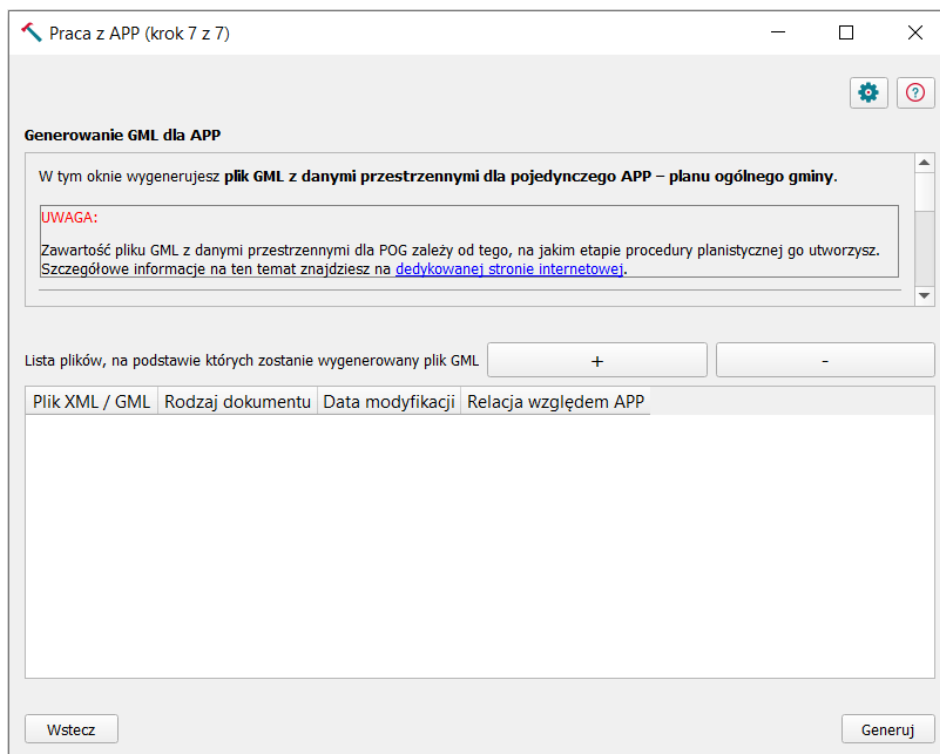 Praca z APP (krok 7 z 7)
Generowanie GML dla APP
W tym oknie wygenerujesz plik GML z danymi przestrzennymi dla pojedynczego APP – planu ogólnego gminy.
UWAGA:
Zawartość pliku GML z danymi przestrzennymi dla POG zależy od tego, na jakim etapie procedury planistycznej go utworzysz.
Szczegółowe informacje na ten temat znajdziesz na dedykowanej stronie internetowej.
Lista plików, na podstawie których zostanie wygenerowany plik GML + -
Plik XML / GML Rodzaj dokumentu Data modyfikacji Relacja względem APP
Wstecz Generuj